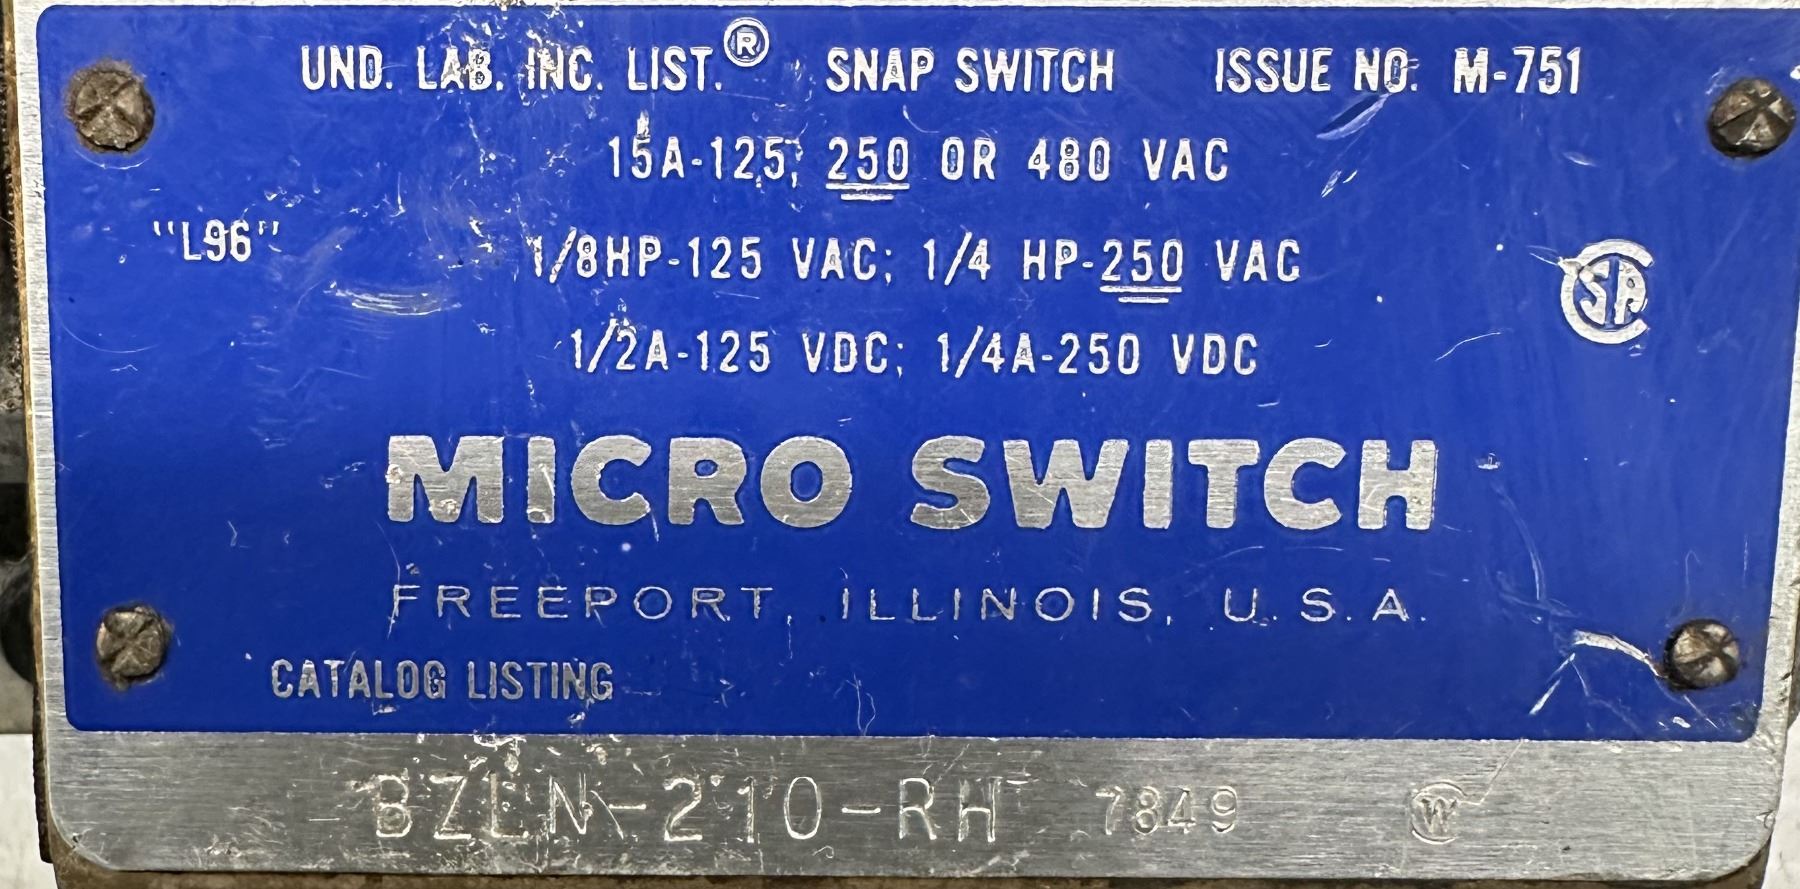 UND. LAB. INC. LIST.® SNAP SWITCH ISSUE NO. M-751
15A-125, 250 OR 480 VAC
"L96"
1/8HP-125 VAC; 1/4 HP-250 VAC
CSA
1/2A-125 VDC; 1/4A-250 VDC
MICRO SWITCH
FREEPORT, ILLINOIS, U.S.A.
CATALOG LISTING
BZLN-210-RH 7849 W